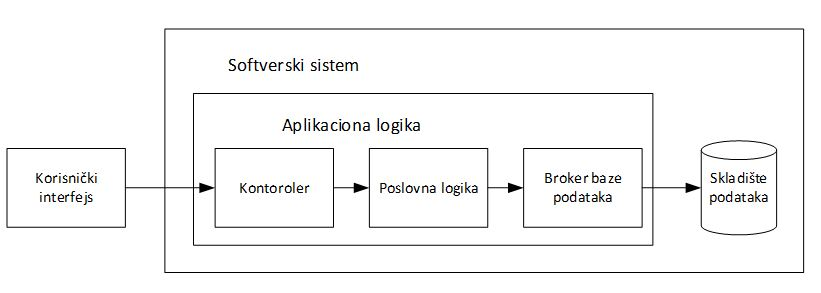 Softverski sistem
Aplikaciona logika
Korisnički
interfejs
Kontoroler
Poslovna logika
Broker baze
podataka
Skladište
podataka